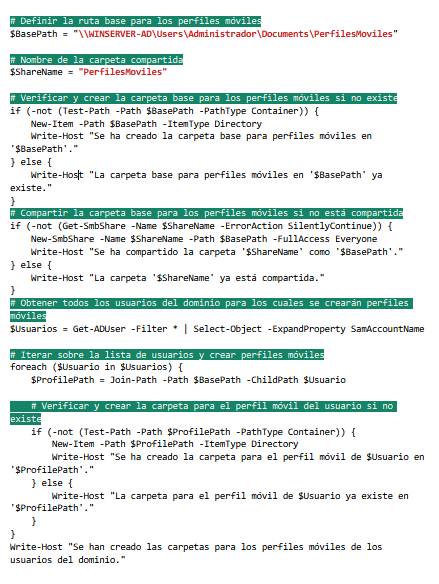 # Definir la ruta base para los perfiles móviles
$BasePath = "\\WINSERVER-AD\Users\Administrador\Documents\PerfilesMoviles"
# Nombre de la carpeta compartida
$ShareName = "PerfilesMoviles"
# Verificar y crear la carpeta base para los perfiles móviles si no existe
if (-not (Test-Path -Path $BasePath -PathType Container)) {
New-Item -Path $BasePath -ItemType Directory
Write-Host "Se ha creado la carpeta base para perfiles móviles en
'$BasePath'."
} else {
Write-Host "La carpeta base para perfiles móviles en '$BasePath' ya
existe."
}
# Compartir la carpeta base para los perfiles móviles si no está compartida
if (-not (Get-SmbShare -Name $ShareName -ErrorAction SilentlyContinue)) {
New-SmbShare -Name $ShareName -Path $BasePath -FullAccess Everyone
Write-Host "Se ha compartido la carpeta '$ShareName' como '$BasePath'."
} else {
Write-Host "La carpeta '$ShareName' ya está compartida."
}
# Obtener todos los usuarios del dominio para los cuales se crearán perfiles
móviles
$Usuarios = Get-ADUser -Filter * | Select-Object -ExpandProperty SamAccountName
# Iterar sobre la lista de usuarios y crear perfiles móviles
foreach ($Usuario in $Usuarios) {
$ProfilePath = Join-Path -Path $BasePath -ChildPath $Usuario
# Verificar y crear la carpeta para el perfil móvil del usuario si no
existe
if (-not (Test-Path -Path $ProfilePath -PathType Container)) {
New-Item -Path $ProfilePath -ItemType Directory
Write-Host "Se ha creado la carpeta para el perfil móvil de $Usuario en
'$ProfilePath'."
} else {
Write-Host "La carpeta para el perfil móvil de $Usuario ya existe en
'$ProfilePath'."
}
}
Write-Host "Se han creado las carpetas para los perfiles móviles de los
usuarios del dominio."